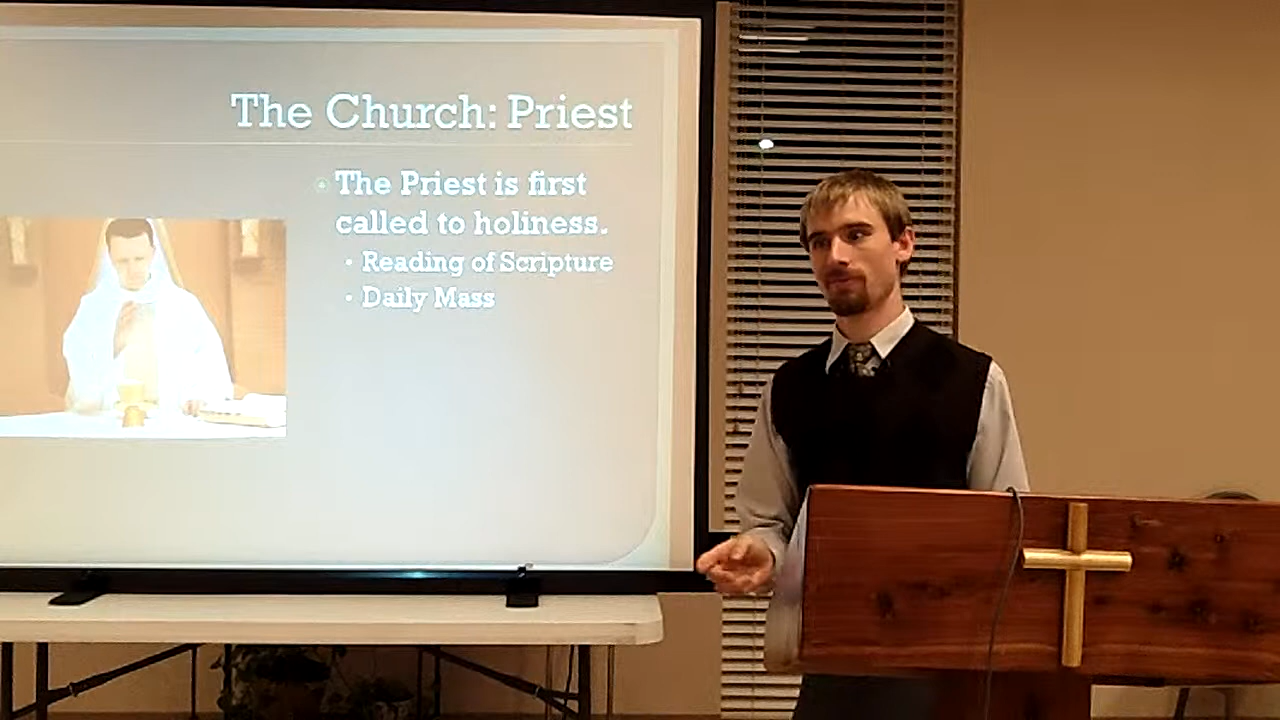 The Church: Priest
The Priest is first
called to holiness.
Reading of Scripture
Daily Mass